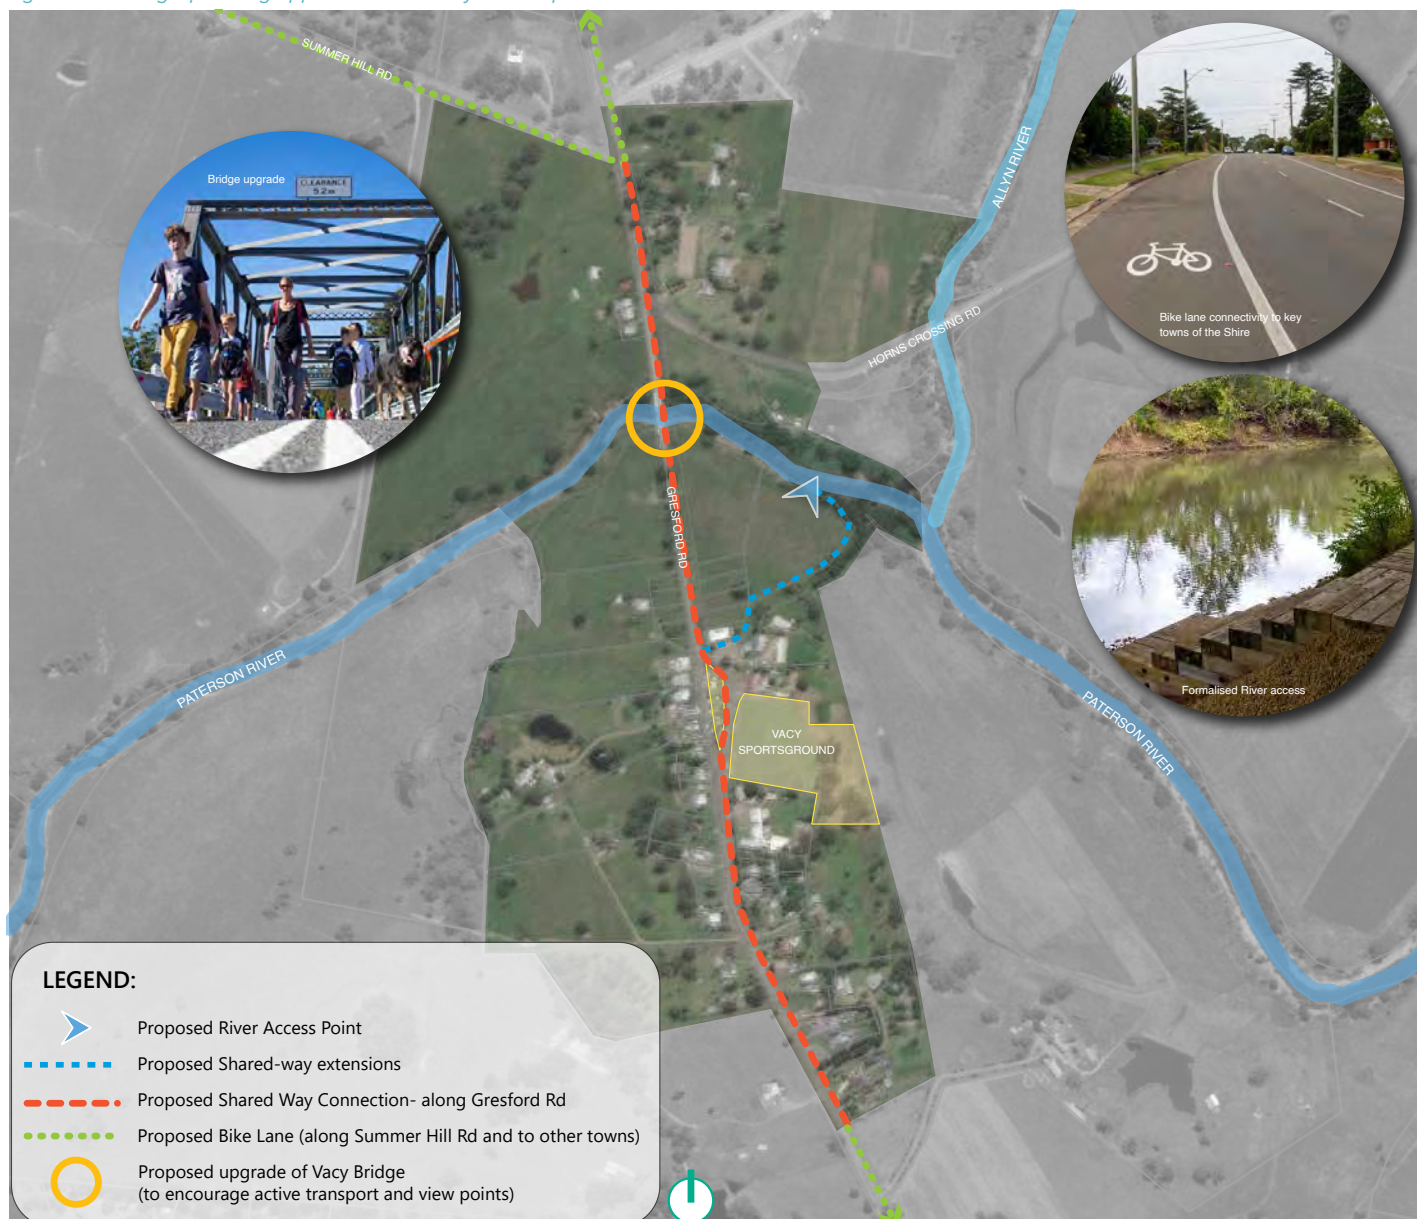 SUMMER HILL RD
ALLYN RIVER
Bridge upgrade
CLEARANCE
5.2m
Bike lane connectivity to key
towns of the Shire
HORNS CROSSING RD
GRESFORD RD
PATERSON RIVER
Formalised River access
PATERSON RIVER
VACY
SPORTSGROUND
LEGEND:
Proposed River Access Point
Proposed Shared-way extensions
Proposed Shared Way Connection- along Gresford Rd
Proposed Bike Lane (along Summer Hill Rd and to other towns)
Proposed upgrade of Vacy Bridge
(to encourage active transport and view points)